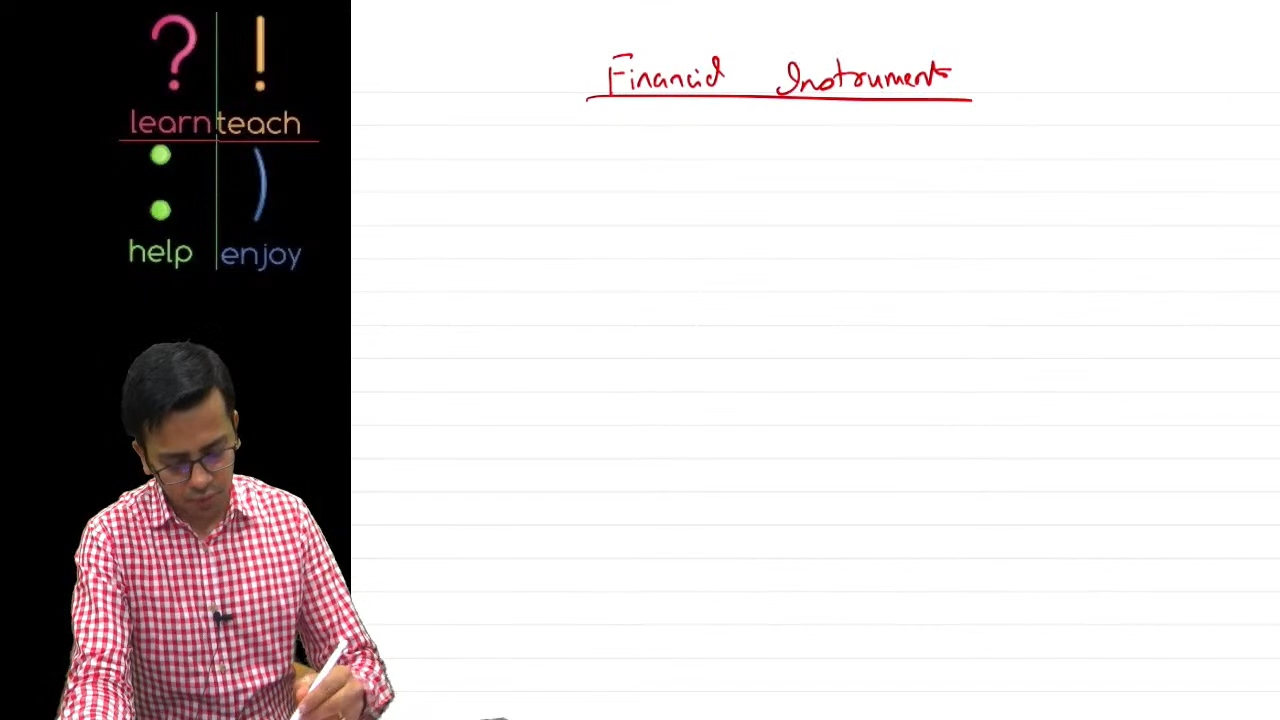 ? !
learn teach
: )
help enjoy
Financial Instrument